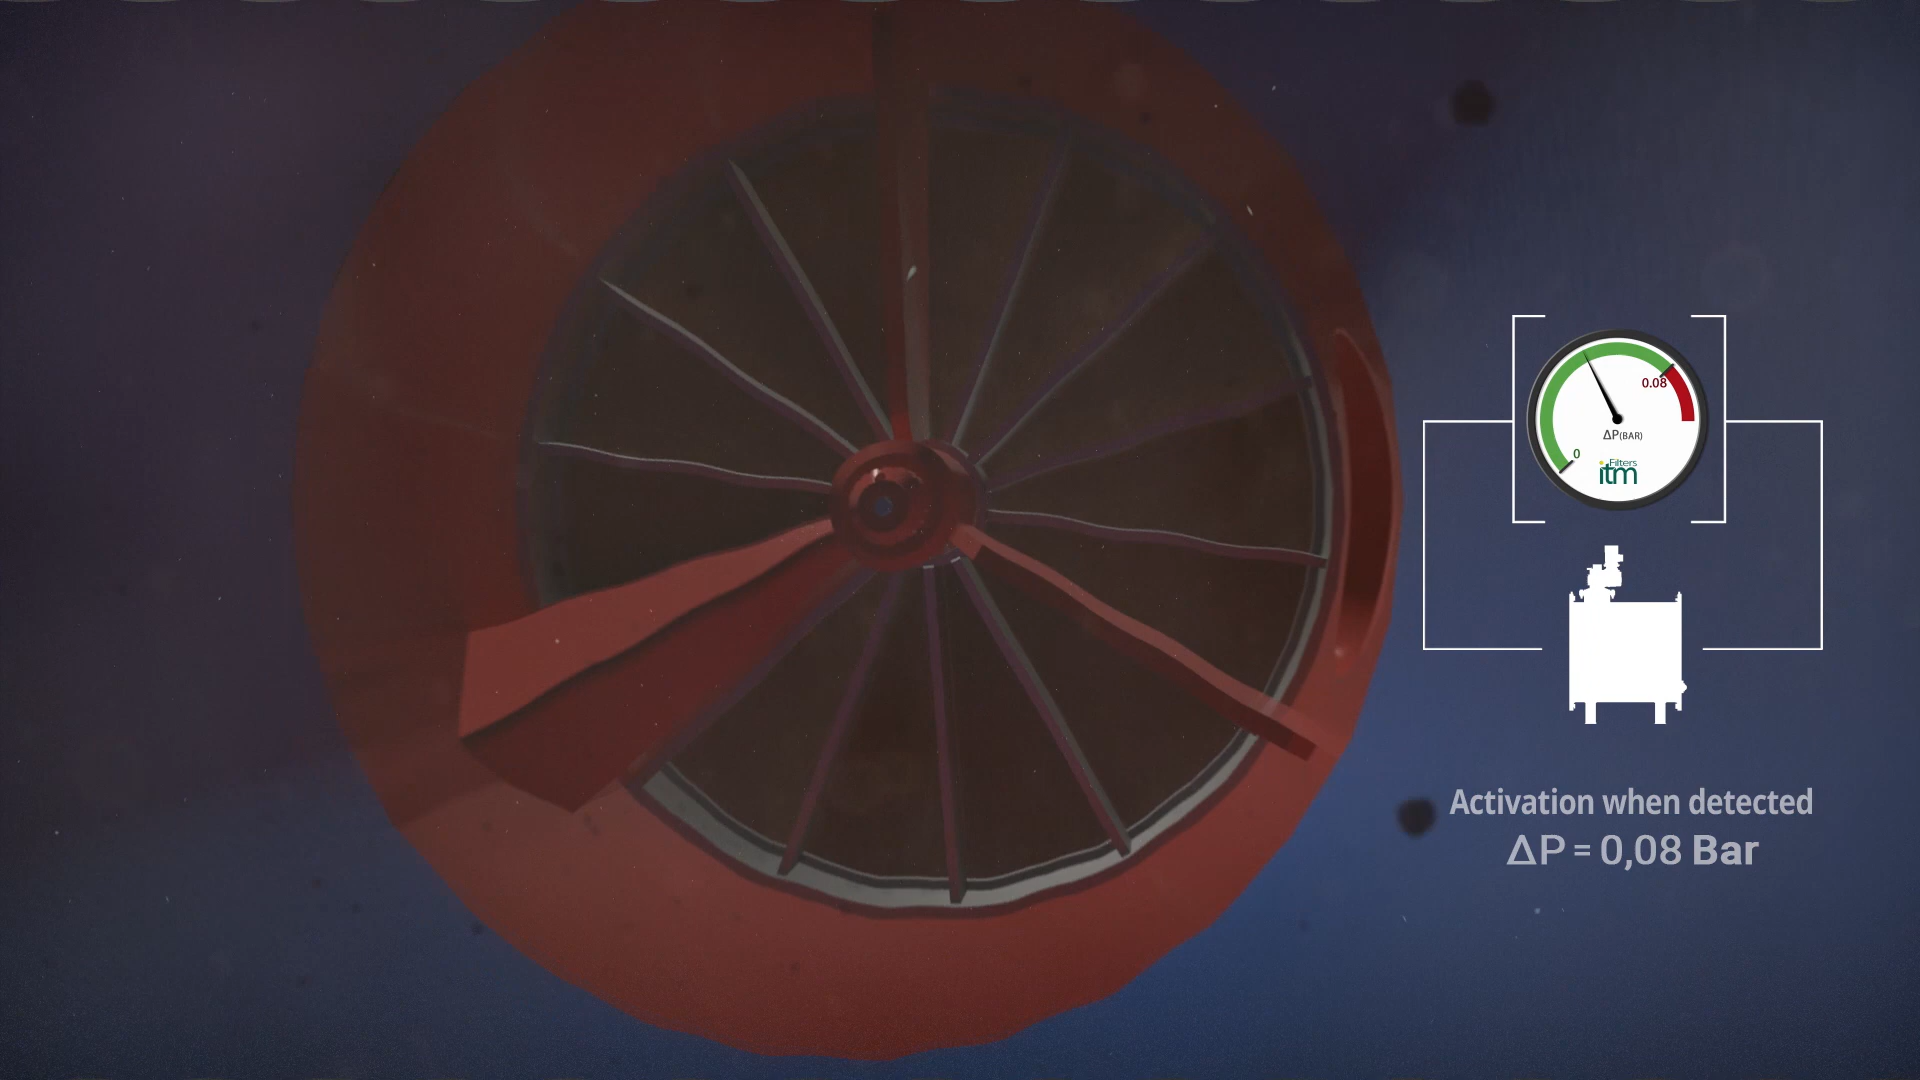 0.08
ΔP(BAR)
0
Filters
itm
Activation when detected
ΔP = 0,08 Bar